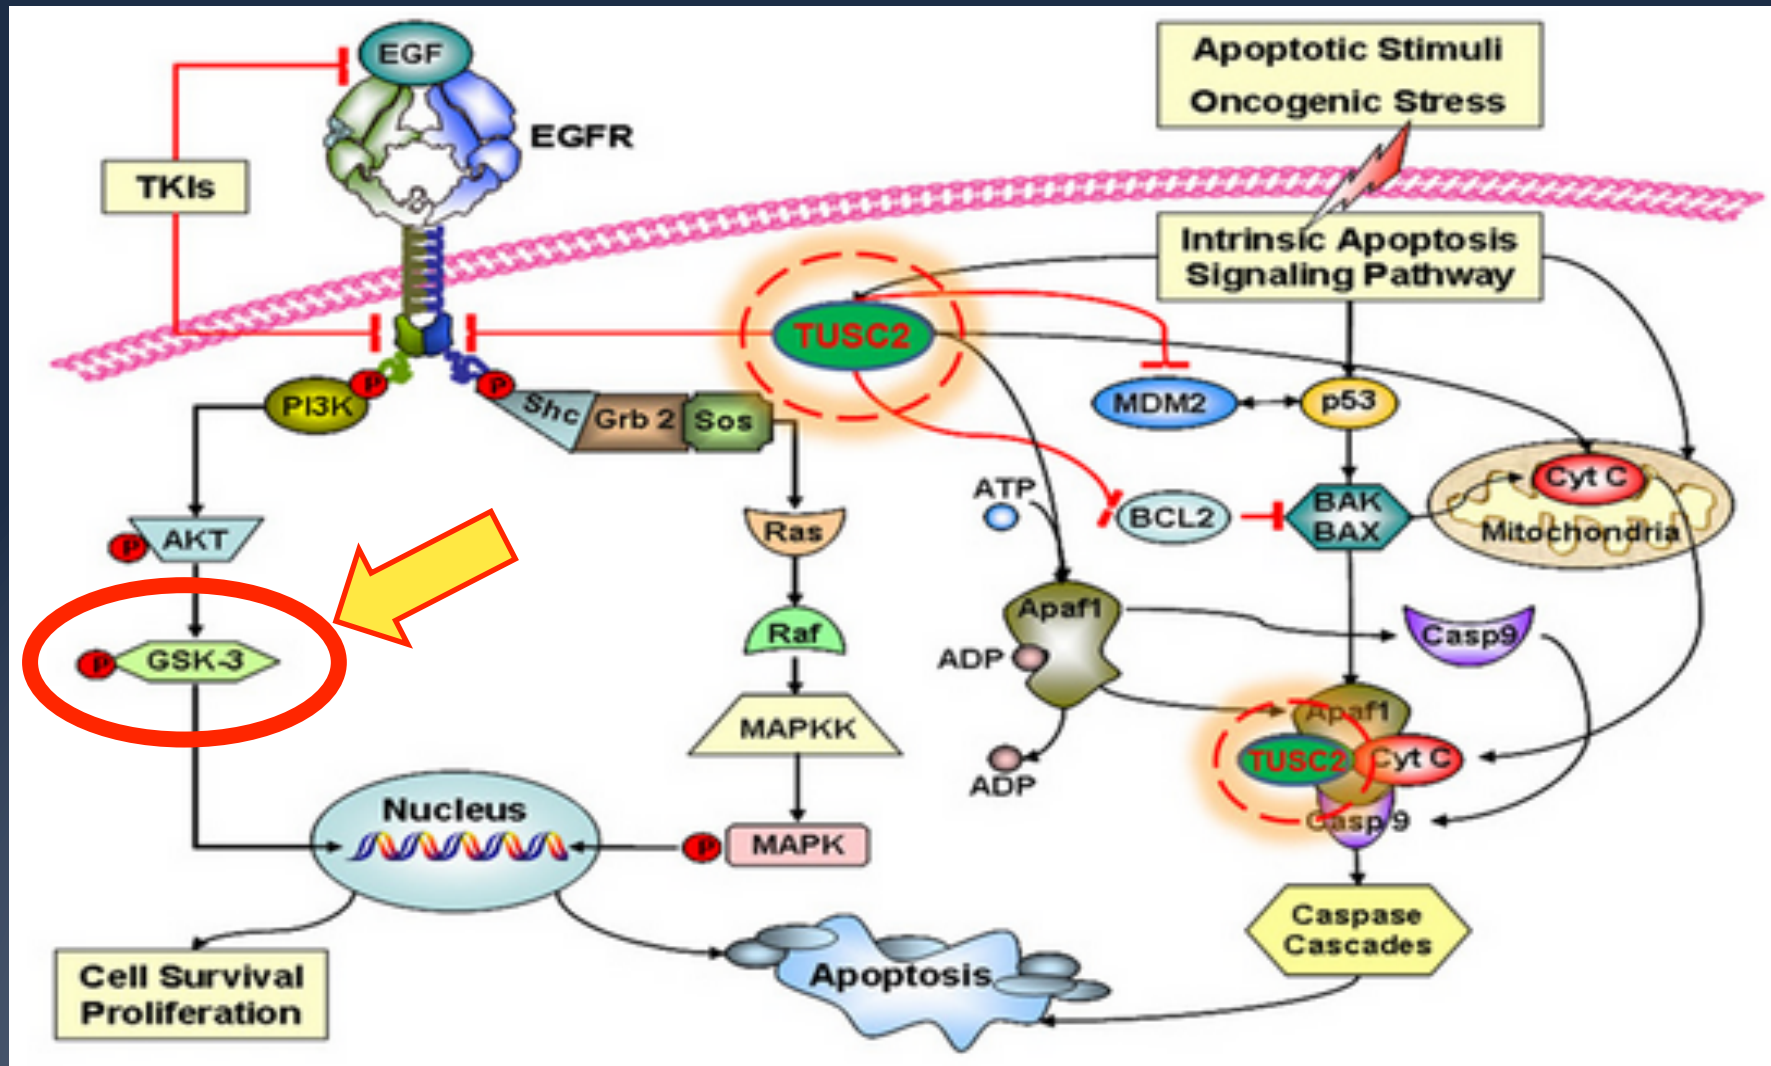 EGF
EGFR
TKIs
Apoptotic Stimuli
Oncogenic Stress
Intrinsic Apoptosis
Signaling Pathway
TUSC2
P
P
PI3K
Shc
Grb 2
Sos
MDM2
p53
ATP
BCL2
BAK
BAX
Cyt C
Mitochondria
P
AKT
Ras
P
GSK-3
Raf
Apaf1
ADP
Casp9
MAPKK
Apaf1
TUSC2
Cyt C
Casp 9
ADP
Nucleus
P
MAPK
Caspase
Cascades
Cell Survival
Proliferation
Apoptosis